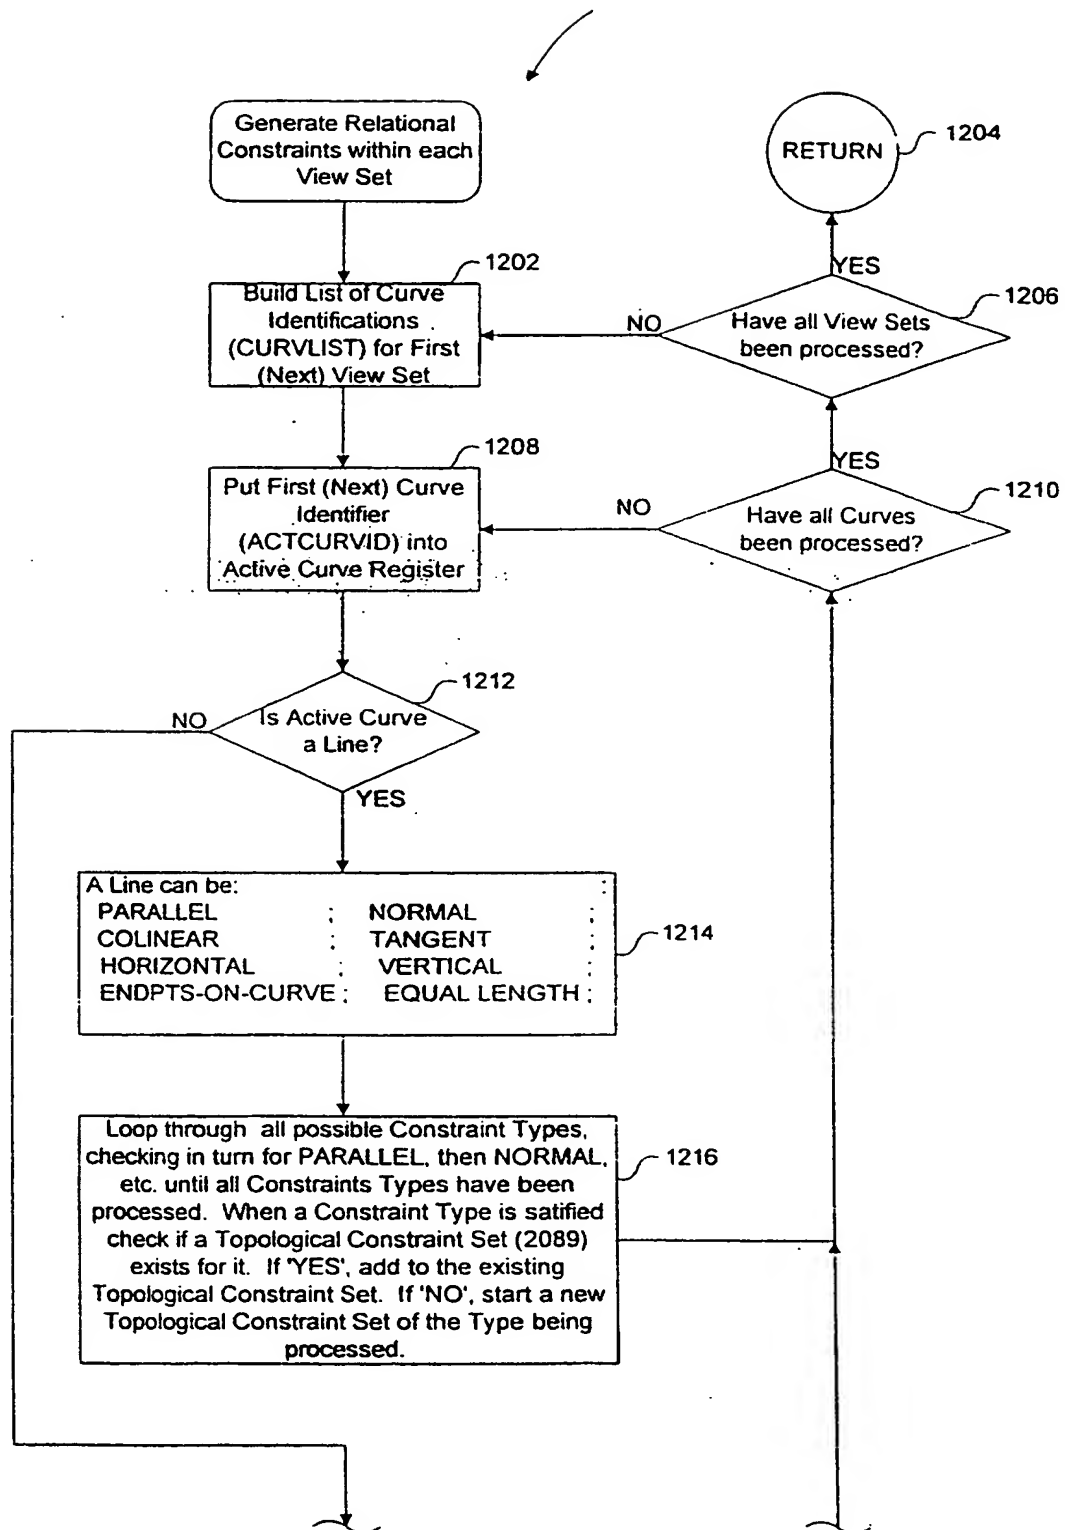 Generate Relational
Constraints within each
View Set
RETURN
1204
1202
Build List of Curve
Identifications
(CURVLIST) for First
(Next) View Set
YES
1206
NO
Have all View Sets
been processed?
1208
Put First (Next) Curve
Identifier
(ACTCURVID) into
Active Curve Register
YES
1210
NO
Have all Curves
been processed?
1212
NO
Is Active Curve
a Line?
YES
A Line can be:
PARALLEL NORMAL
COLINEAR TANGENT
HORIZONTAL VERTICAL
ENDPTS-ON-CURVE ; EQUAL LENGTH
1214
Loop through all possible Constraint Types,
checking in turn for PARALLEL, then NORMAL,
etc. until all Constraints Types have been
processed. When a Constraint Type is satified
check if a Topological Constraint Set (2089)
exists for it. If 'YES', add to the existing
Topological Constraint Set. If 'NO', start a new
Topological Constraint Set of the Type being
processed.
1216